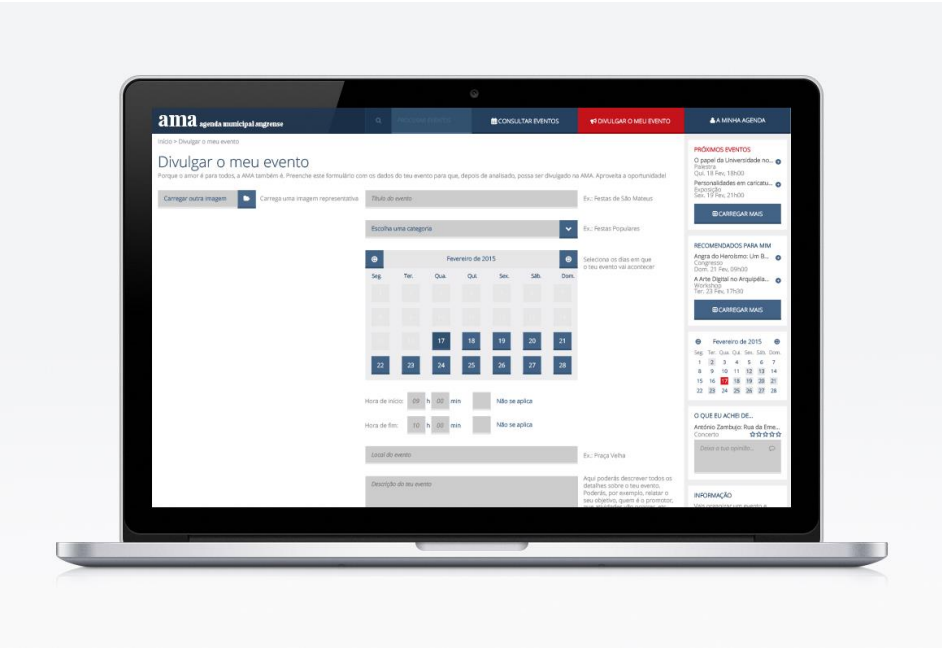 ama agenda municipal angrense
PESQUISAR EVENTOS
CONSULTAR EVENTOS
DIVULGAR O MEU EVENTO
A MINHA AGENDA
Início > Divulgar o meu evento
Divulgar o meu evento
Porque o amor é para todos, a AMA também é. Preenche este formulário com os dados do teu evento para que, depois de analisado, possa ser divulgado na AMA. Aproveita a oportunidade!
Carregar outra imagem
Carrega uma imagem representativa
Título do evento
Ex.: Festas de São Mateus
Escolha uma categoria
Ex.: Festas Populares
Fevereiro de 2015
Seg. Ter. Qua. Qui. Sex. Sáb. Dom.
17 18 19 20 21
22 23 24 25 26 27 28
Seleciona os dias em que
o teu evento vai acontecer
Hora de início: 09 h 00 min Não se aplica
Hora de fim: 10 h 00 min Não se aplica
Local do evento
Ex.: Praça Velha
Descrição do teu evento
Aqui poderás descrever todos os
detalhes sobre o teu evento.
Poderás, por exemplo, relatar o
seu objetivo, quem é o promotor,
PRÓXIMOS EVENTOS
O papel da Universidade no...
Palestra
Qui. 18 Fev, 18h00
Personalidades em caricatu...
Exposição
Sex. 19 Fev, 21h00
CARREGAR MAIS
RECOMENDADOS PARA MIM
Angra do Heroísmo: Um B...
Congresso
Dom. 21 Fev, 09h00
A Arte Digital no Arquipéla...
Workshop
Ter. 23 Fev, 17h30
CARREGAR MAIS
Fevereiro de 2015
Seg. Ter. Qua. Qui. Sex. Sáb. Dom.
1 2 3 4 5 6 7
8 9 10 11 12 13 14
15 16 17 18 19 20 21
22 23 24 25 26 27 28
O QUE EU ACHEI DE...
António Zambujo: Rua da Eme...
Concerto
Deixa a tua opinião...
INFORMAÇÃO